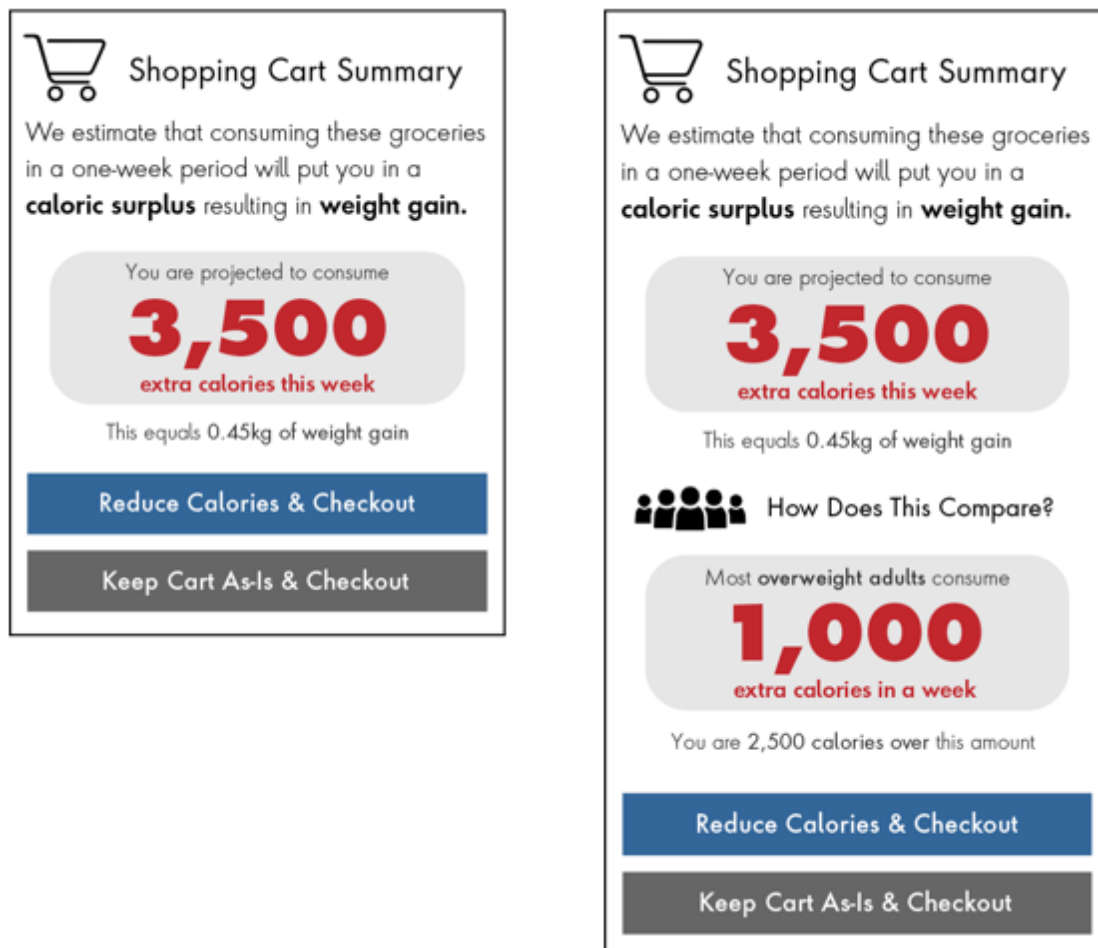 Shopping Cart Summary
We estimate that consuming these groceries
in a one-week period will put you in a
caloric surplus resulting in weight gain.
You are projected to consume
3,500
extra calories this week
This equals 0.45kg of weight gain
Reduce Calories & Checkout
Keep Cart As-Is & Checkout
Shopping Cart Summary
We estimate that consuming these groceries
in a one-week period will put you in a
caloric surplus resulting in weight gain.
You are projected to consume
3,500
extra calories this week
This equals 0.45kg of weight gain
How Does This Compare?
Most overweight adults consume
1,000
extra calories in a week
You are 2,500 calories over this amount
Reduce Calories & Checkout
Keep Cart As-Is & Checkout